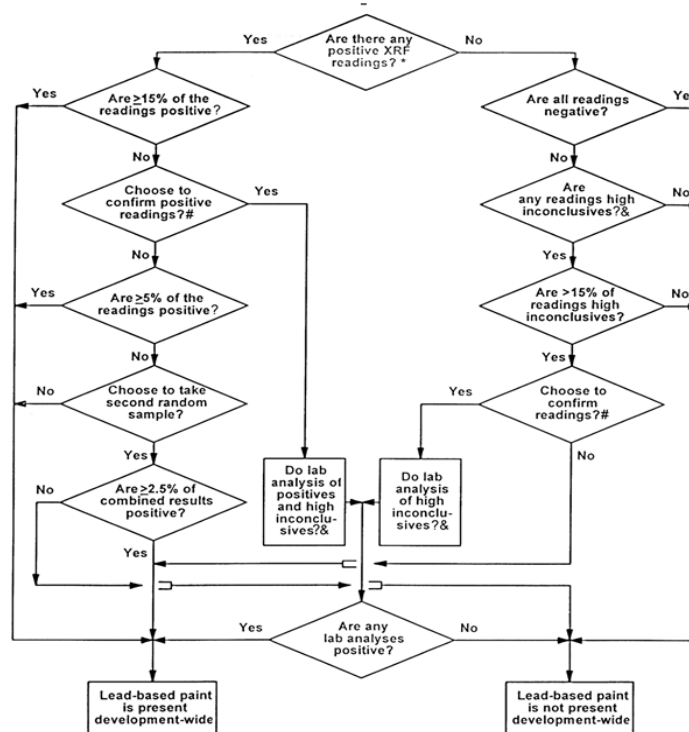 Are there any
positive XRF
readings? *
Yes
No
Are ≥15% of the
readings positive?
Yes
No
Are all readings
negative?
Ye
No
Choose to
confirm positive
readings?#
Yes
No
Are
any readings high
inconclusives?&
No
Yes
Are ≥5% of the
readings positive?
Yes
No
Are >15% of
readings high
inconclusives?
No
Yes
Choose to take
second random
sample?
No
Yes
Choose to
confirm
readings?#
Yes
No
Are ≥2.5% of
combined results
positive?
No
Yes
Do lab
analysis of
positives
and high
inconclu-
sives?&
Do lab
analysis
of high
inconclu-
sives?&
Are any
lab analyses
positive?
Yes
No
Lead-based paint
is present
development-wide
Lead-based paint
is not present
development-wide